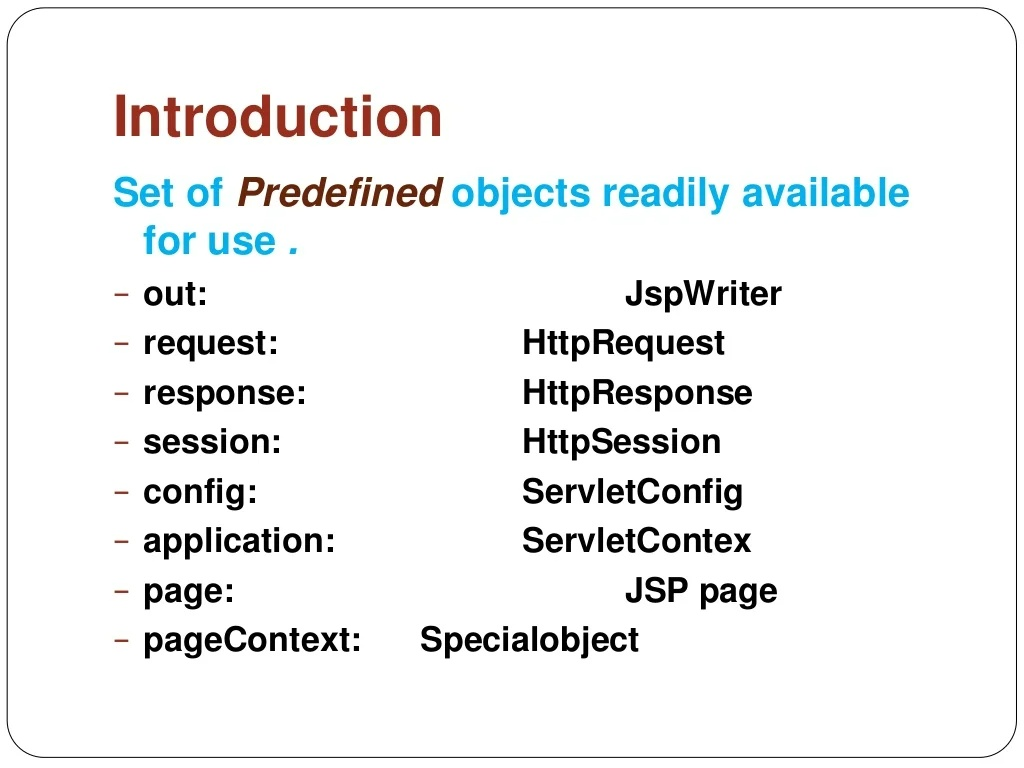 Introduction
Set of Predefined objects readily available
for use .
– out: JspWriter
– request: HttpRequest
– response: HttpResponse
– session: HttpSession
– config: ServletConfig
– application: ServletContex
– page: JSP page
– pageContext: Specialobject